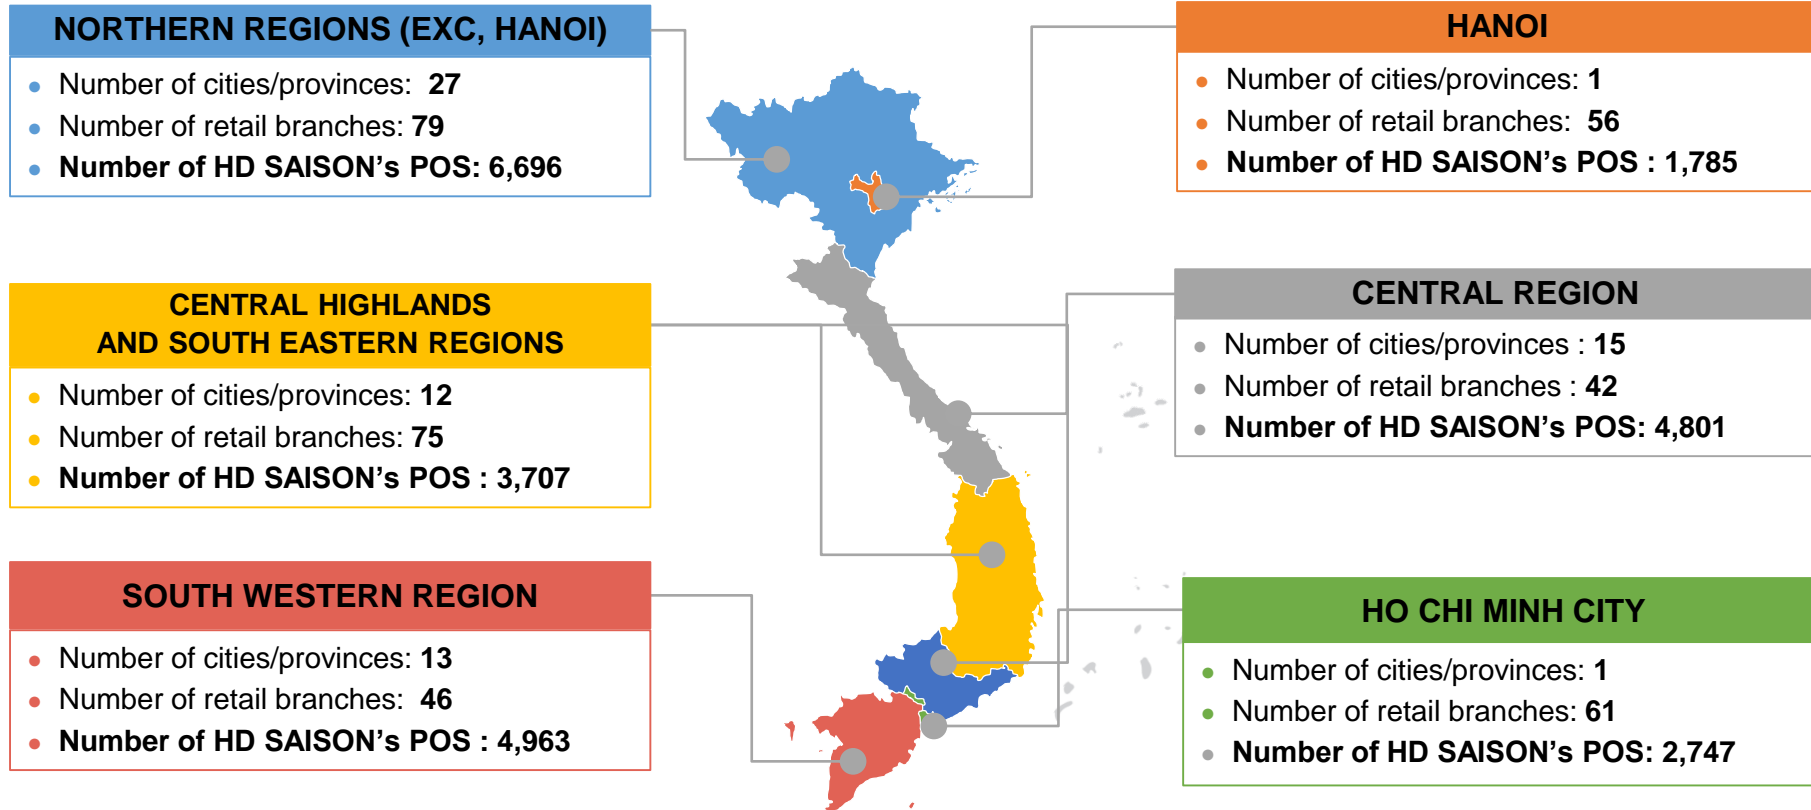 NORTHERN REGIONS (EXC, HANOI)
• Number of cities/provinces: 27
• Number of retail branches: 79
• Number of HD SAISON’s POS: 6,696
HANOI
• Number of cities/provinces: 1
• Number of retail branches: 56
• Number of HD SAISON’s POS : 1,785
CENTRAL HIGHLANDS
AND SOUTH EASTERN REGIONS
• Number of cities/provinces: 12
• Number of retail branches: 75
• Number of HD SAISON’s POS : 3,707
CENTRAL REGION
• Number of cities/provinces : 15
• Number of retail branches : 42
• Number of HD SAISON’s POS: 4,801
SOUTH WESTERN REGION
• Number of cities/provinces: 13
• Number of retail branches: 46
• Number of HD SAISON’s POS : 4,963
HO CHI MINH CITY
• Number of cities/provinces: 1
• Number of retail branches: 61
• Number of HD SAISON’s POS: 2,747